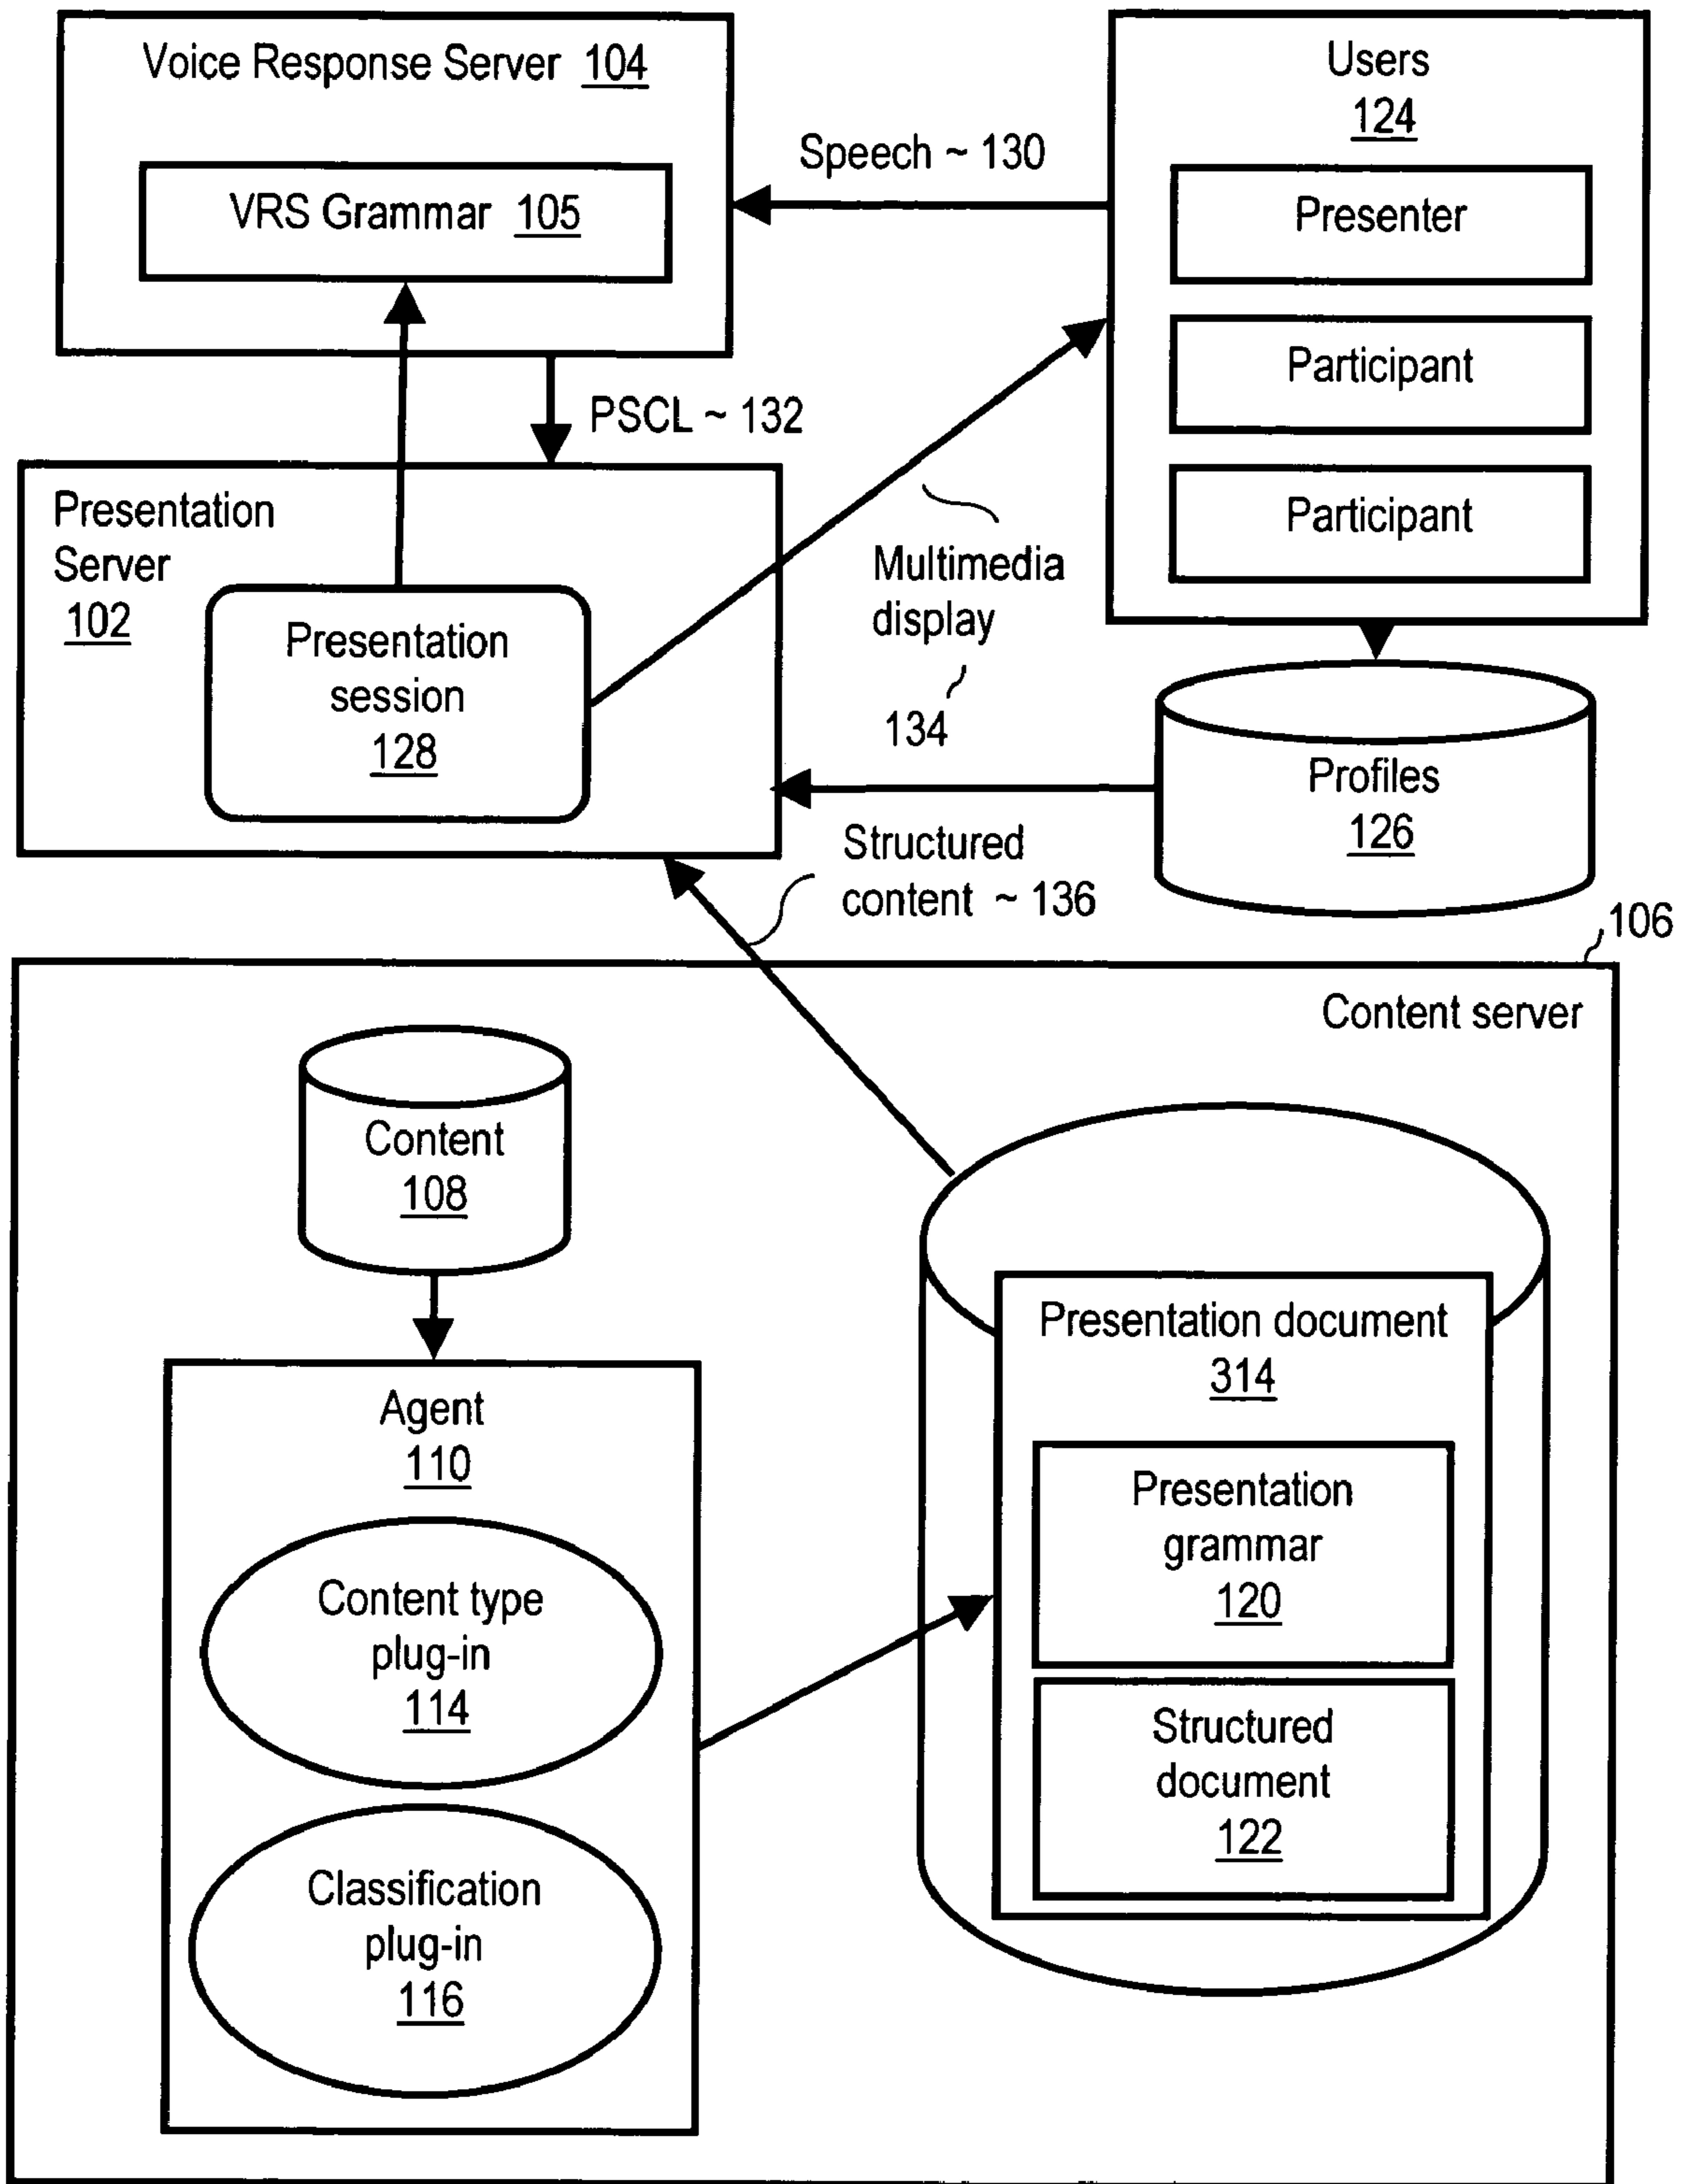 Voice Response Server 104
VRS Grammar 105
Users
124
Presenter
Participant
Participant
Speech ~ 130
PSCL ~ 132
Presentation
Server
102
Presentation
session
128
Multimedia
display
134
Profiles
126
Structured
content ~ 136
106
Content server
Content
108
Agent
110
Content type
plug-in
114
Classification
plug-in
116
Presentation document
314
Presentation
grammar
120
Structured
document
122